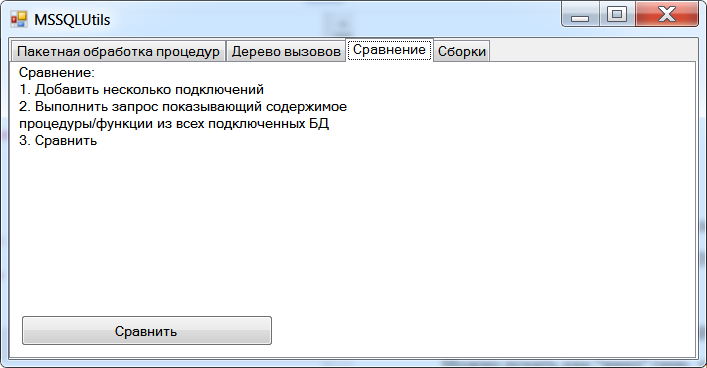 MSSQLUtils
Пакетная обработка процедур Дерево вызовов Сравнение Сборки
Сравнение:
1. Добавить несколько подключений
2. Выполнить запрос показывающий содержимое
процедуры/функции из всех подключенных БД
3. Сравнить
Сравнить